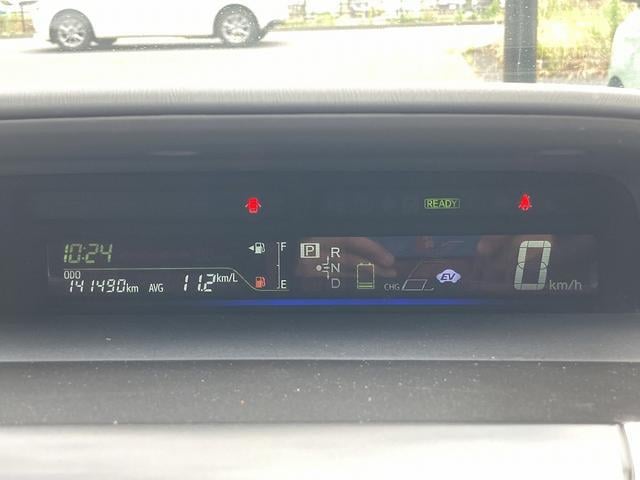 READY
10:24
F
P
R
N
D
0
km/h
ODO
141490km AVG 11.2km/L
E
CHG
EV